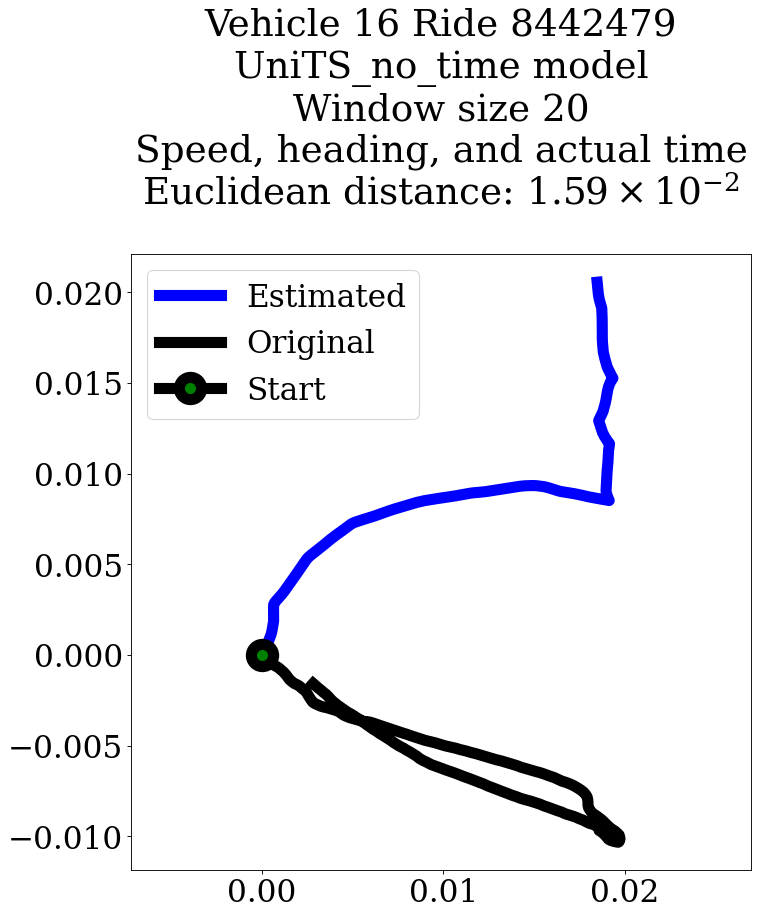 Vehicle 16 Ride 8442479
UniTS_no_time model
Window size 20
Speed, heading, and actual time
Euclidean distance: 1.59 × 10⁻²
Estimated
Original
Start
0.020
0.015
0.010
0.005
0.000
−0.005
−0.010
0.00 0.01 0.02